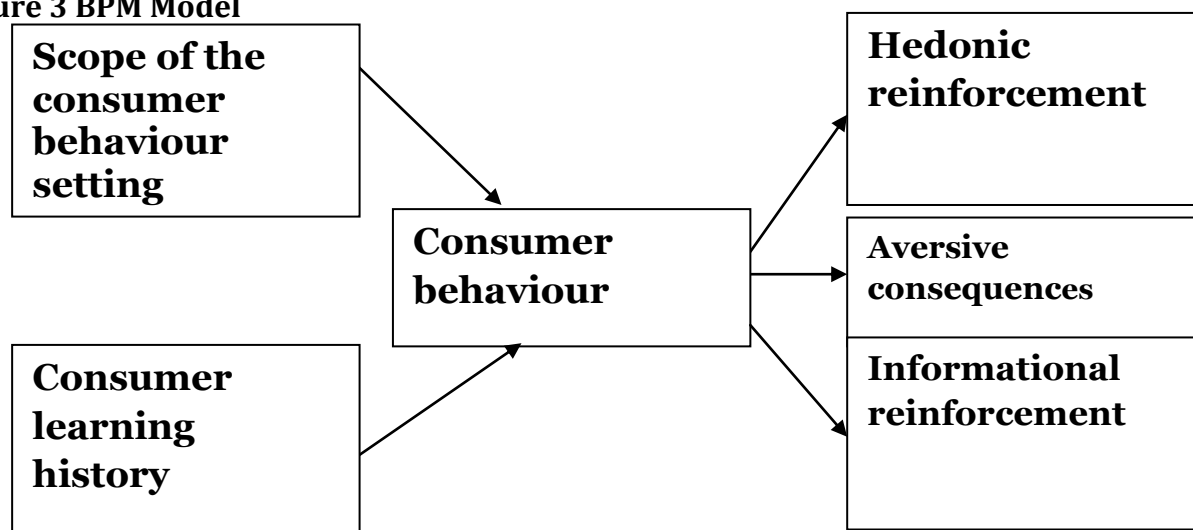 ure 3 BPM Model
Scope of the
consumer
behaviour
setting
Hedonic
reinforcement
Consumer
behaviour
Aversive
consequences
Consumer
learning
history
Informational
reinforcement